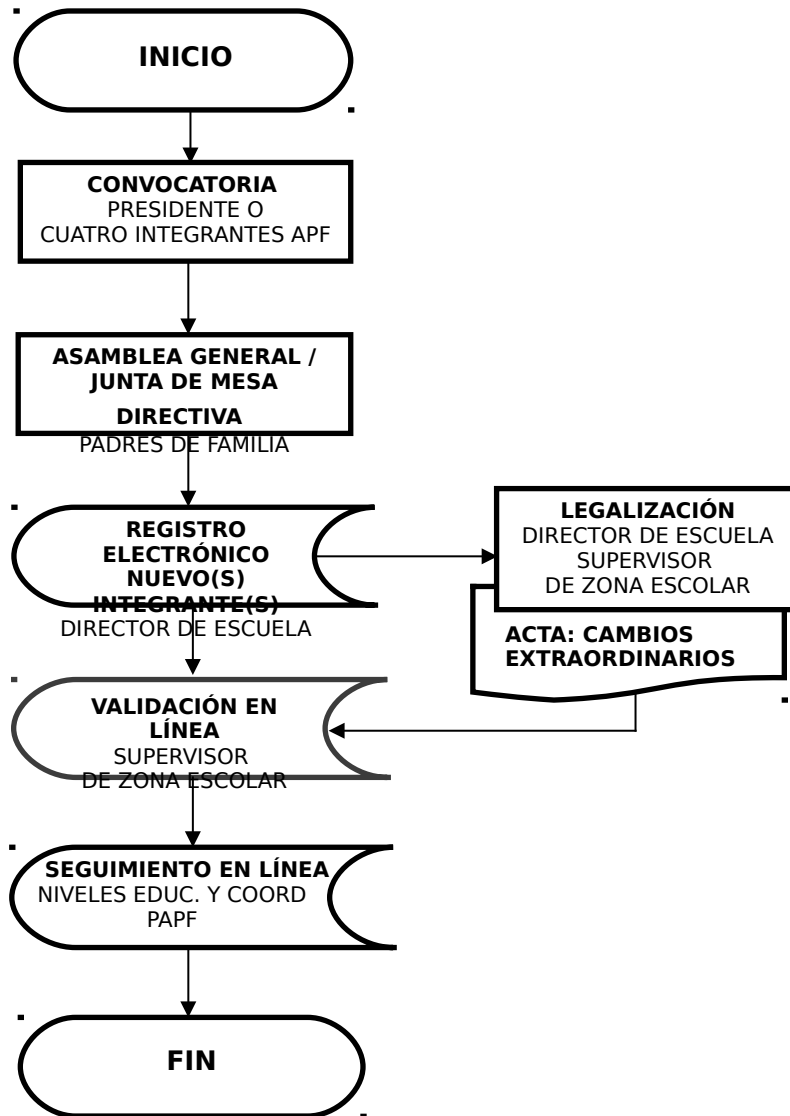 INICIO
CONVOCATORIA
PRESIDENTE O
CUATRO INTEGRANTES APF
ASAMBLEA GENERAL /
JUNTA DE MESA
DIRECTIVA
PADRES DE FAMILIA
REGISTRO
ELECTRÓNICO
NUEVO(S)
INTEGRANTE(S)
DIRECTOR DE ESCUELA
LEGALIZACIÓN
DIRECTOR DE ESCUELA
SUPERVISOR
DE ZONA ESCOLAR
ACTA: CAMBIOS
EXTRAORDINARIOS
VALIDACIÓN EN
LÍNEA
SUPERVISOR
DE ZONA ESCOLAR
SEGUIMIENTO EN LÍNEA
NIVELES EDUC. Y COORD
PAPF
FIN